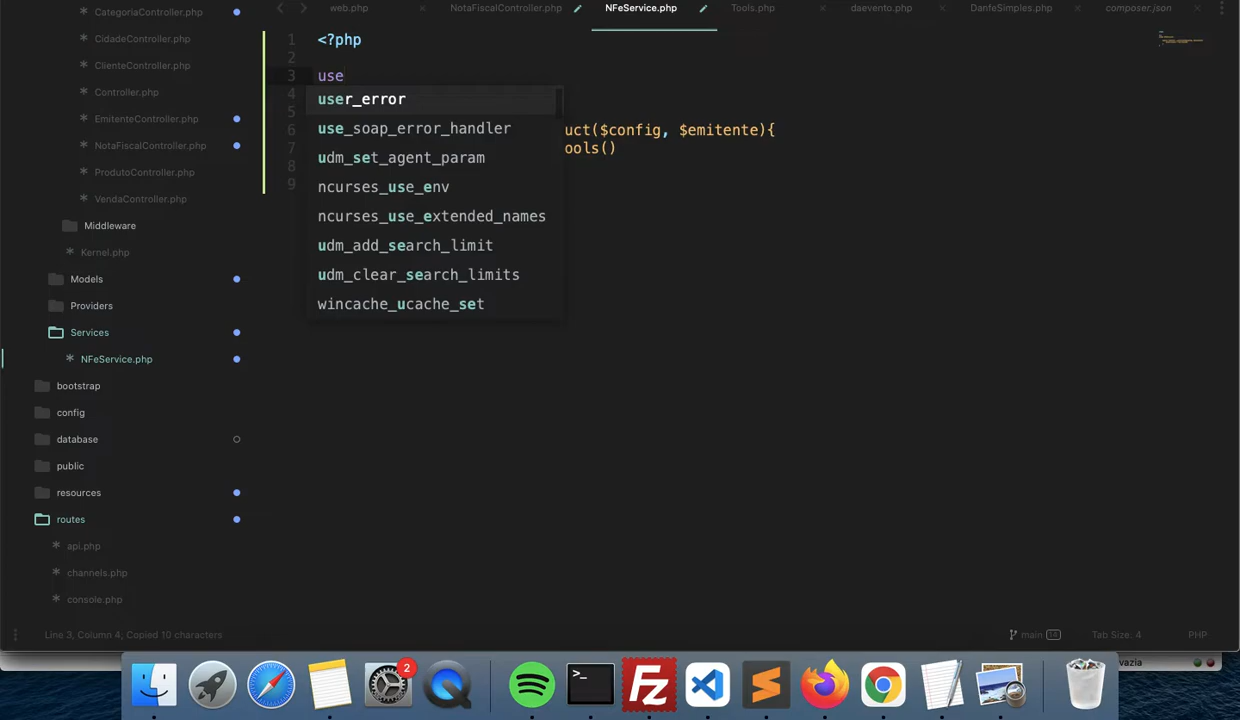 web.php
NotaFiscalController.php
NFeService.php
Tools.php
daevento.php
DanfeSimples.php
composer.json
CategoriaController.php
CidadeController.php
ClienteController.php
Controller.php
EmitenteController.php
NotaFiscalController.php
ProdutoController.php
VendaController.php
Middleware
Kernel.php
Models
Providers
Services
NFeService.php
bootstrap
config
database
public
resources
routes
api.php
channels.php
console.php
1 <?php
2
3 use
4
5
6 uct($config, $emitente){
7 ools()
8
9
user_error
use_soap_error_handler
udm_set_agent_param
ncurses_use_env
ncurses_use_extended_names
udm_add_search_limit
udm_clear_search_limits
wincache_ucache_set
Line 3, Column 4, Copied 10 characters
main 14
Tab Size: 4
PHP
vazia
2
>_
Fz